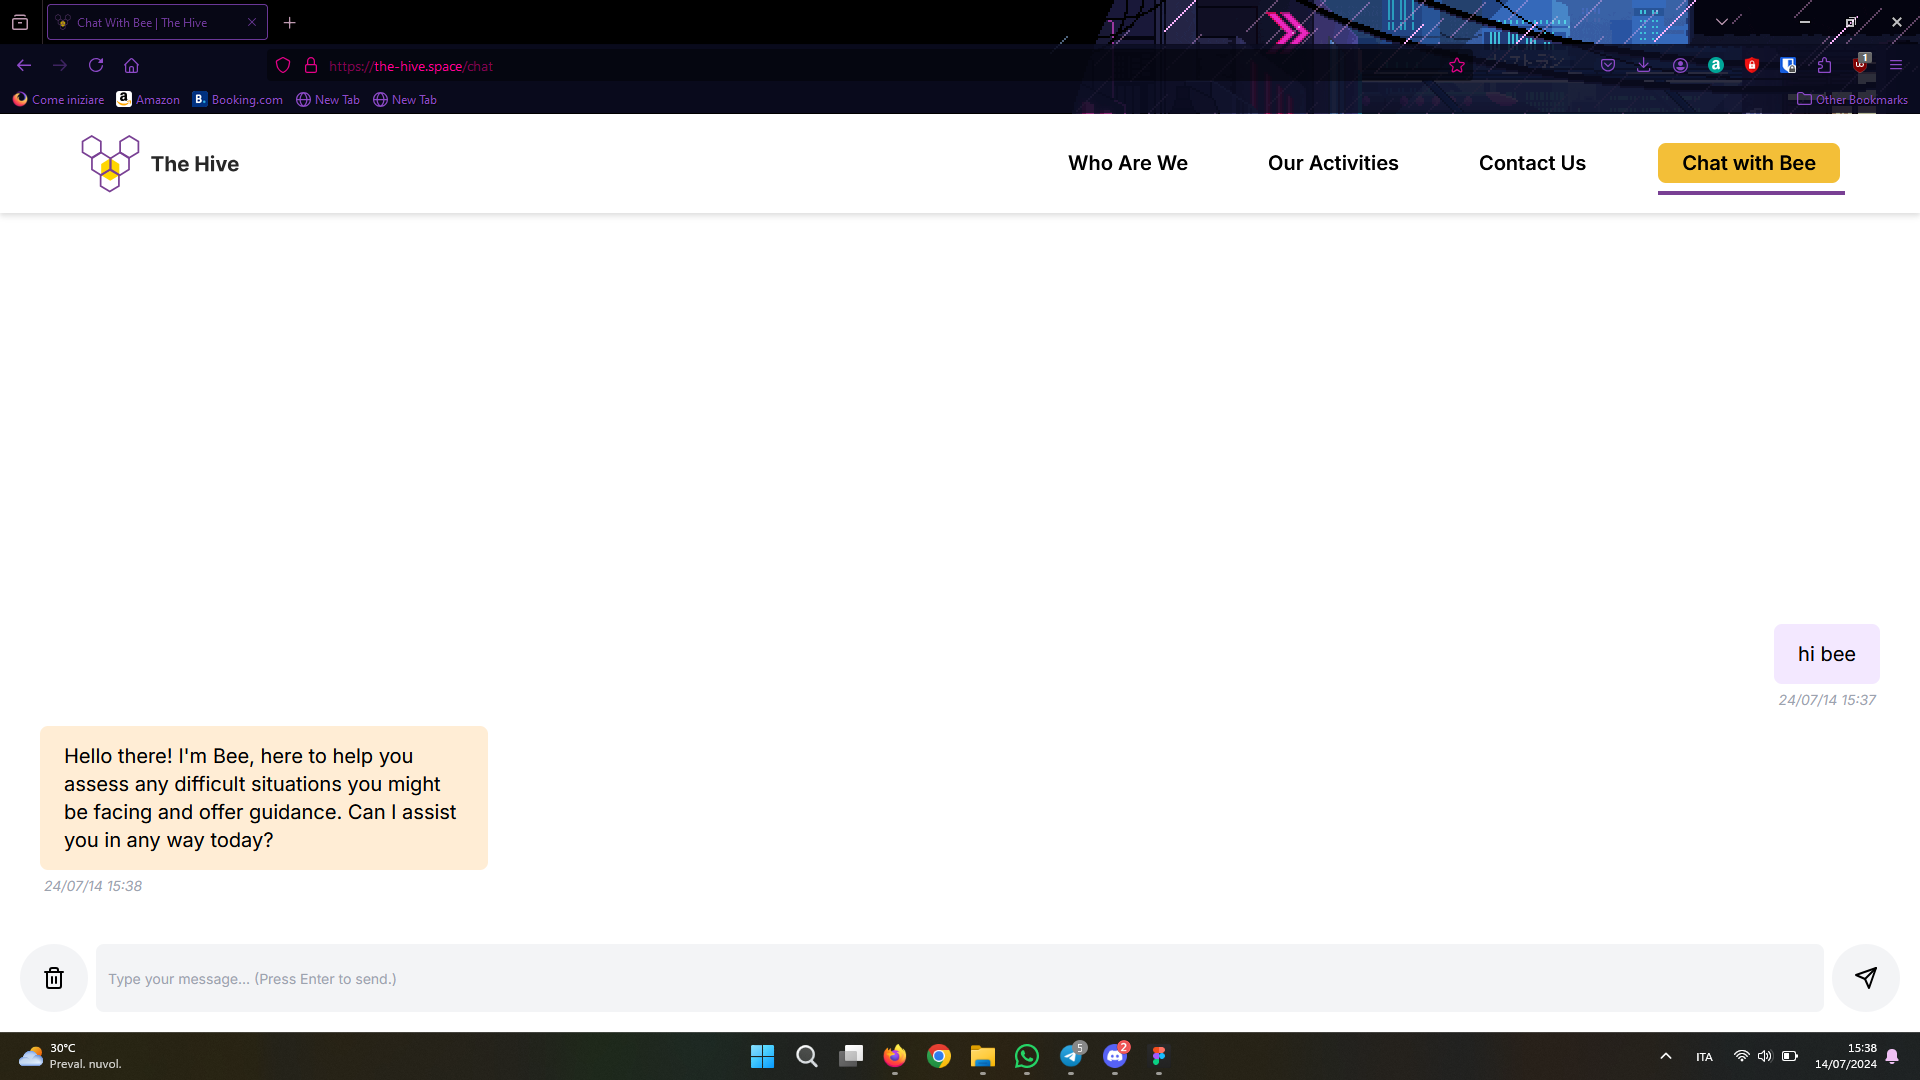 Chat With Bee | The Hive
https://the-hive.space/chat
1
Come iniziare
Amazon
B.
Booking.com
New Tab
New Tab
Other Bookmarks
The Hive
Who Are We
Our Activities
Contact Us
Chat with Bee
hi bee
24/07/14 15:37
Hello there! I'm Bee, here to help you
assess any difficult situations you might
be facing and offer guidance. Can I assist
you in any way today?
24/07/14 15:38
Type your message... (Press Enter to send.)
30°C
Preval. nuvol.
5
2
ITA
15:38
14/07/2024